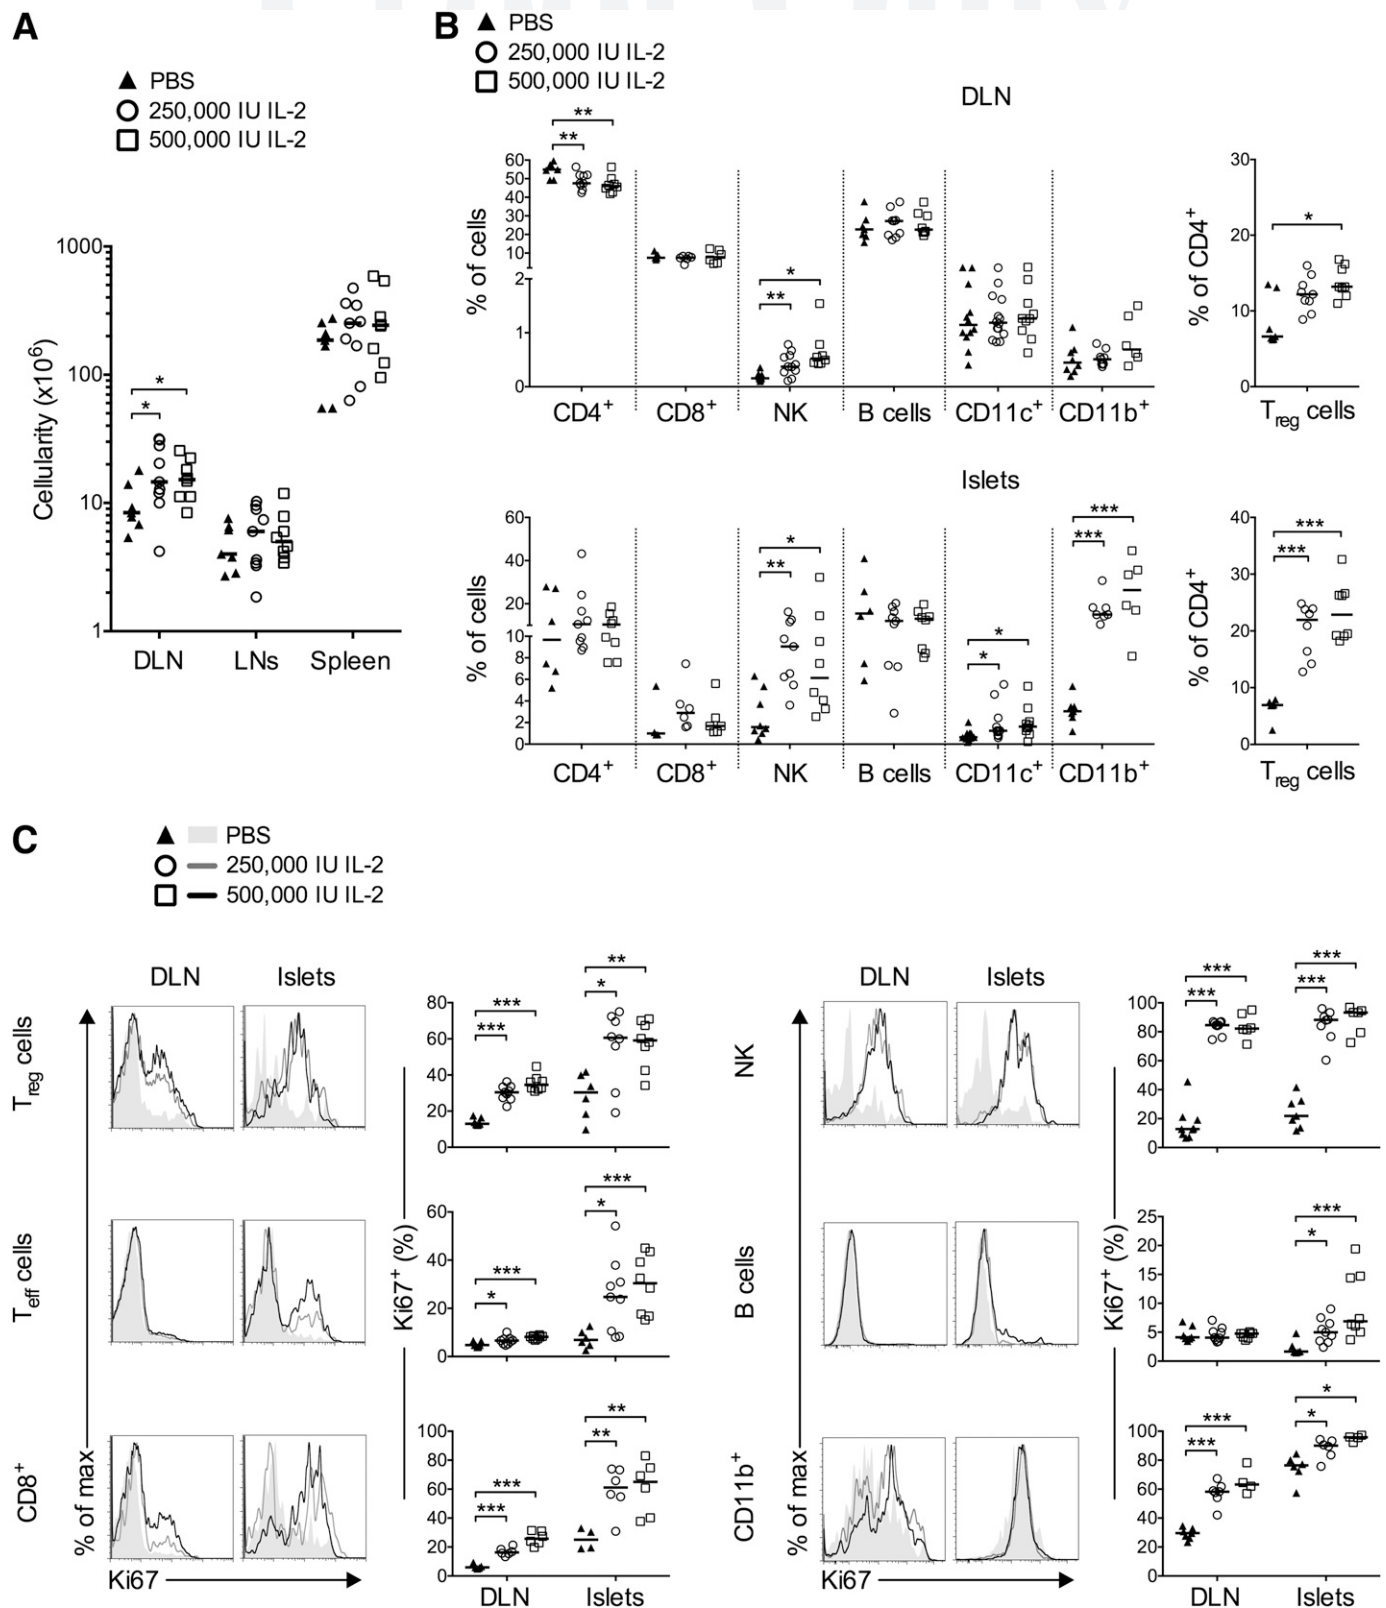 A
▲ PBS
○ 250,000 IU IL-2
□ 500,000 IU IL-2
Cellularity (x10⁶)
1000
100
10
1
* *
DLN LNs Spleen
B
▲ PBS
○ 250,000 IU IL-2
□ 500,000 IU IL-2
DLN
% of cells
60
50
40
30
20
10
2
1
0
** ** ** * 
CD4⁺ CD8⁺ NK B cells CD11c⁺ CD11b⁺
% of CD4⁺
30
20
10
0
*
Treg cells
Islets
% of cells
60
40
20
10
8
6
4
2
0
** * * * *** ***
CD4⁺ CD8⁺ NK B cells CD11c⁺ CD11b⁺
% of CD4⁺
40
30
20
10
0
*** ***
Treg cells
C
▲ PBS
○ 250,000 IU IL-2
□ 500,000 IU IL-2
DLN Islets
Treg cells
80
60
40
20
0
*** *** * **
Teff cells
Ki67⁺ (%)
60
40
20
0
* *** * ***
CD8⁺
% of max
100
80
60
40
20
0
*** *** ** **
Ki67
DLN Islets
DLN Islets
NK
100
80
60
40
20
0
*** *** *** ***
B cells
Ki67⁺ (%)
25
20
15
10
5
0
* ***
CD11b⁺
% of max
100
80
60
40
20
0
*** *** * *
Ki67
DLN Islets